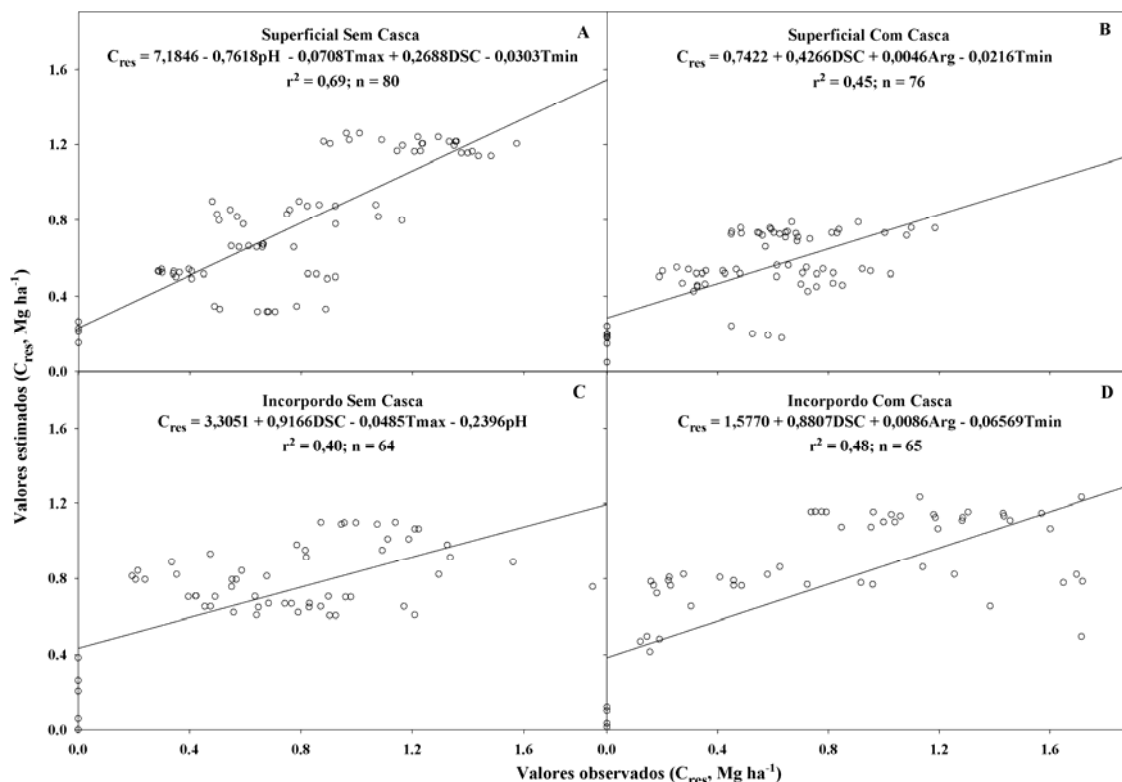 Superficial Sem Casca
A
C_res = 7,1846 - 0,7618pH - 0,0708Tmax + 0,2688DSC - 0,0303Tmin
r² = 0,69; n = 80
Superficial Com Casca
B
C_res = 0,7422 + 0,4266DSC + 0,0046Arg - 0,0216Tmin
r² = 0,45; n = 76
1.6
1.2
0.8
0.4
0.0
Incorpordo Sem Casca
C
C_res = 3,3051 + 0,9166DSC - 0,0485Tmax - 0,2396pH
r² = 0,40; n = 64
Incorpordo Com Casca
D
C_res = 1,5770 + 0,8807DSC + 0,0086Arg - 0,06569Tmin
r² = 0,48; n = 65
1.6
1.2
0.8
0.4
0.0
0.0 0.4 0.8 1.2 1.6 0.0 0.4 0.8 1.2 1.6
Valores estimados (C_res, Mg ha⁻¹)
Valores observados (C_res, Mg ha⁻¹)